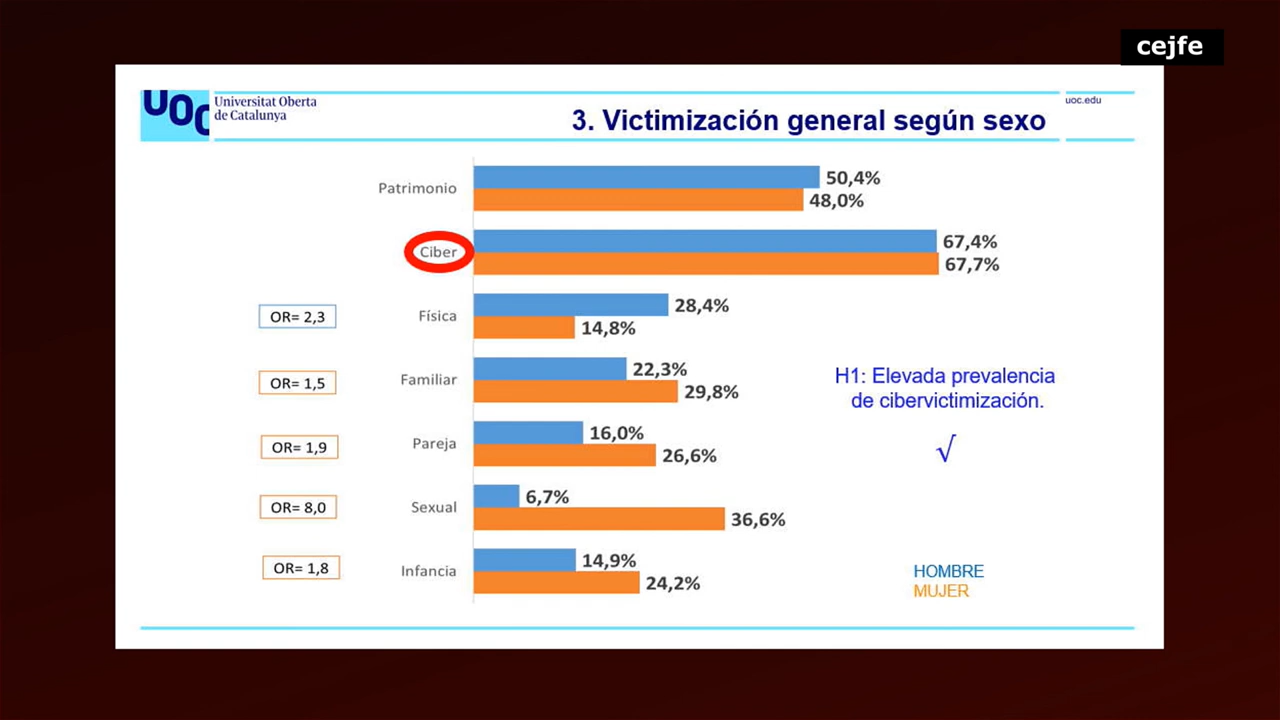 cejfe
UOC
Universitat Oberta
de Catalunya
uoc.edu
3. Victimización general según sexo
Patrimonio
50,4%
48,0%
Ciber
67,4%
67,7%
OR= 2,3
Física
28,4%
14,8%
OR= 1,5
Familiar
22,3%
29,8%
H1: Elevada prevalencia
de cibervictimización.
√
OR= 1,9
Pareja
16,0%
26,6%
OR= 8,0
Sexual
6,7%
36,6%
OR= 1,8
Infancia
14,9%
24,2%
HOMBRE
MUJER